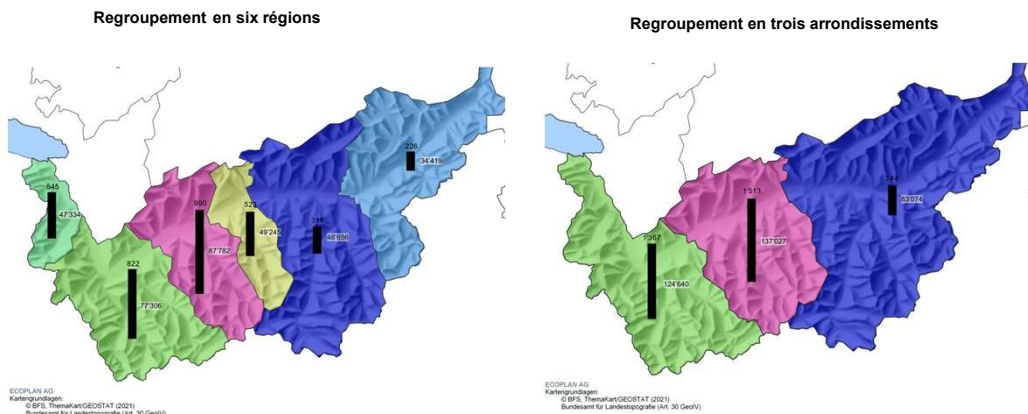 Regroupement en six régions
226
34'419
545
47'334
990
523
318
49'245
48'656
87'782
822
77'306
ECOPLAN AG
Kartengrundlagen:
© BFS, ThemaKart/GEOSTAT (2021)
Bundesamt für Landestopografie (Art. 30 GeoIV)
Regroupement en trois arrondissements
544
83'074
1'513
137'027
1'367
124'640
ECOPLAN AG
Kartengrundlagen:
© BFS, ThemaKart/GEOSTAT (2021)
Bundesamt für Landestopografie (Art. 30 GeoIV)